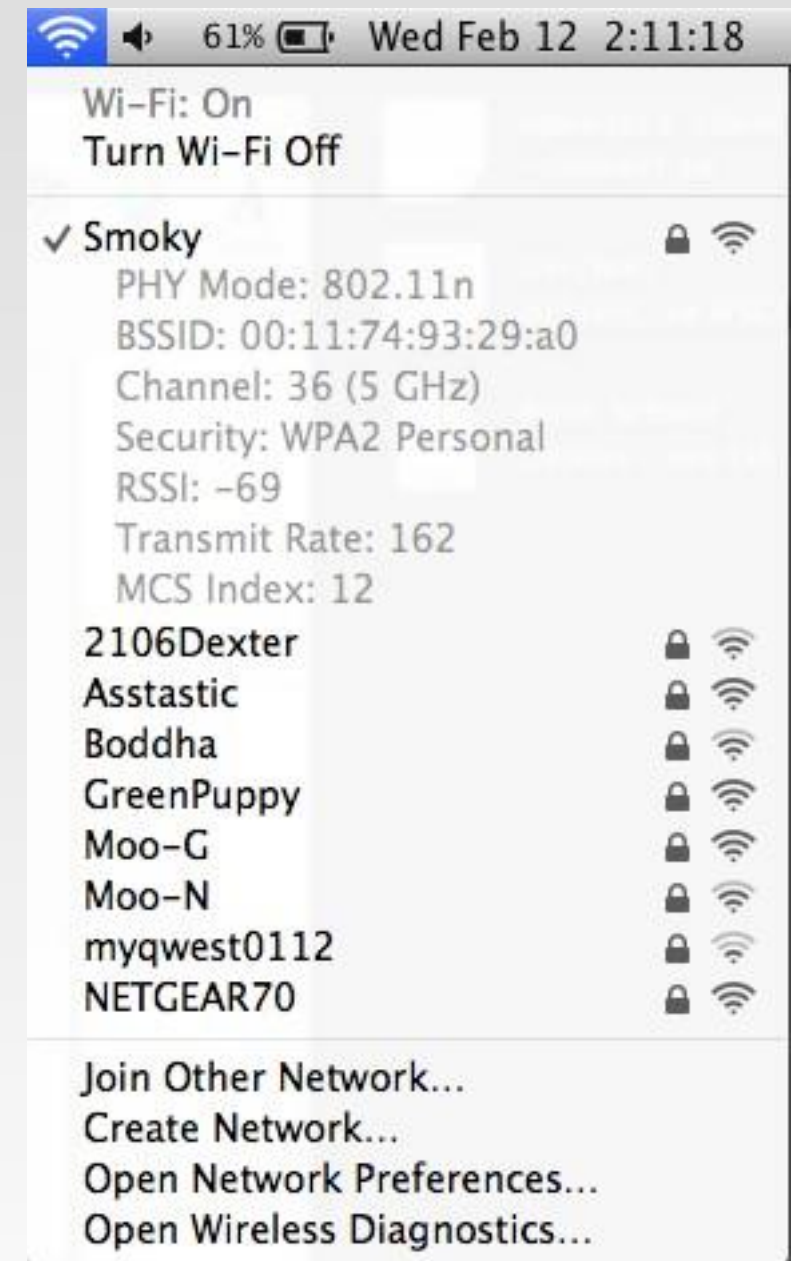 61% Wed Feb 12 2:11:18
Wi-Fi: On
Turn Wi-Fi Off
✓ Smoky
PHY Mode: 802.11n
BSSID: 00:11:74:93:29:a0
Channel: 36 (5 GHz)
Security: WPA2 Personal
RSSI: -69
Transmit Rate: 162
MCS Index: 12
2106Dexter
Asstastic
Boddha
GreenPuppy
Moo-G
Moo-N
myqwest0112
NETGEAR70
Join Other Network...
Create Network...
Open Network Preferences...
Open Wireless Diagnostics...